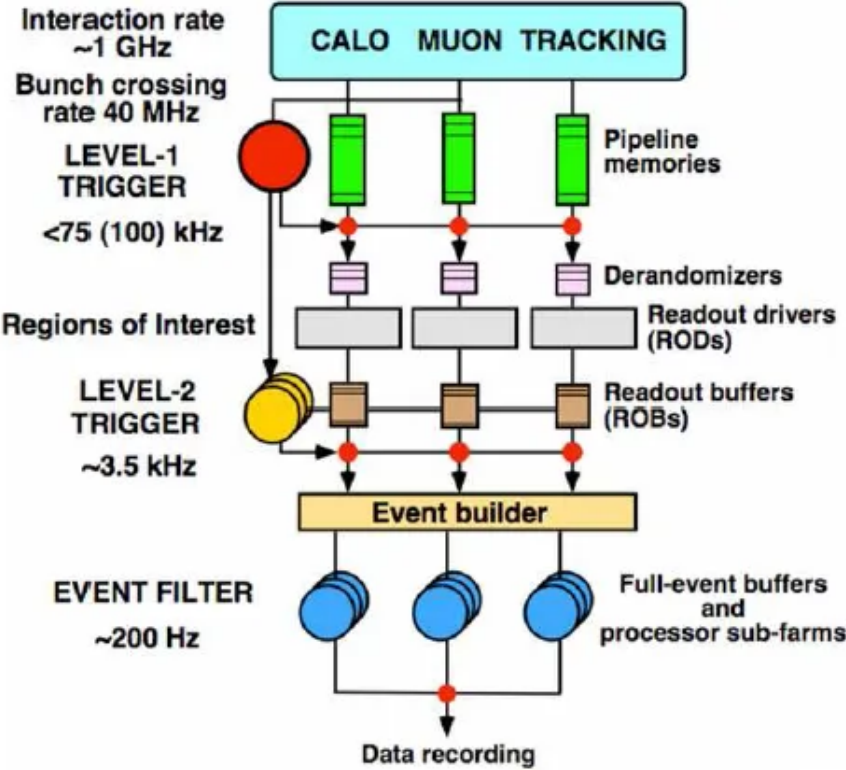 Interaction rate
~1 GHz
CALO MUON TRACKING
Bunch crossing
rate 40 MHz
LEVEL-1
TRIGGER
Pipeline
memories
<75 (100) kHz
Derandomizers
Regions of Interest
Readout drivers
(RODs)
LEVEL-2
TRIGGER
Readout buffers
(ROBs)
~3.5 kHz
Event builder
EVENT FILTER
~200 Hz
Full-event buffers
and
processor sub-farms
Data recording